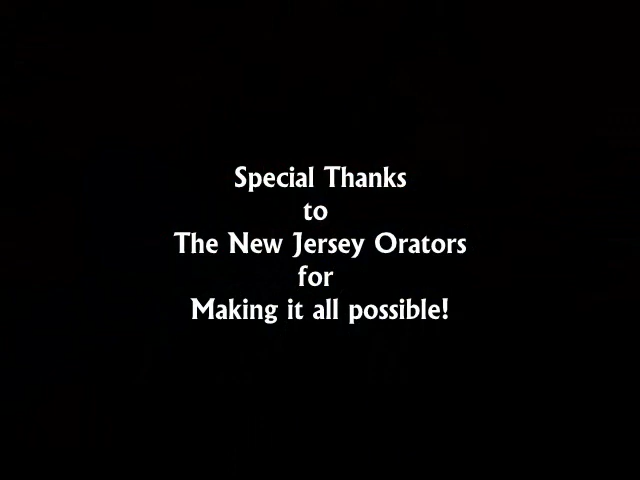 Special Thanks
to
The New Jersey Orators
for
Making it all possible!